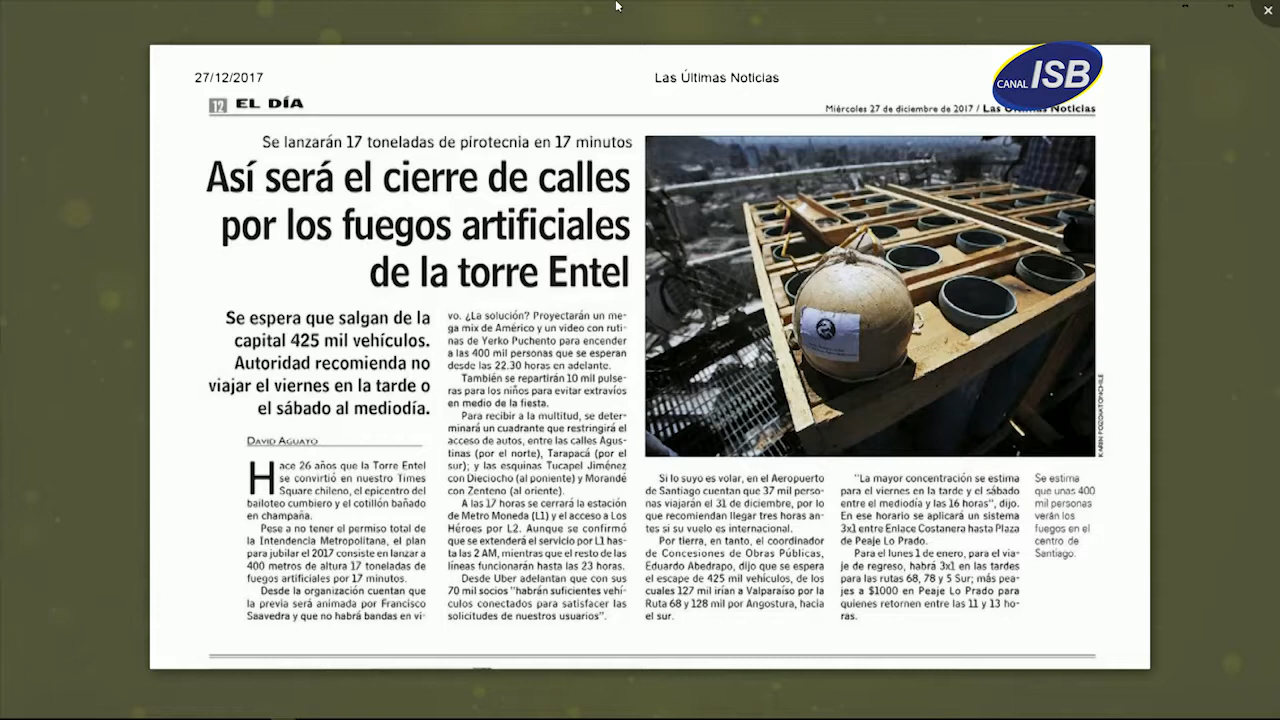 27/12/2017
Las Últimas Noticias
CANAL ISB
12 EL DÍA
Miércoles 27 de diciembre de 2017 / Las Últimas Noticias
Se lanzarán 17 toneladas de pirotecnia en 17 minutos
Así será el cierre de calles
por los fuegos artificiales
de la torre Entel
Se espera que salgan de la
capital 425 mil vehículos.
Autoridad recomienda no
viajar el viernes en la tarde o
el sábado al mediodía.
DAVID AGUAYO
Hace 26 años que la Torre Entel
se convirtió en nuestro Times
Square chileno, el epicentro del
bailoteo cumbiero y el cotillón bañado
en champaña.
Pese a no tener el permiso total de
la Intendencia Metropolitana, el plan
para jubilar el 2017 consiste en lanzar a
400 metros de altura 17 toneladas de
fuegos artificiales por 17 minutos.
Desde la organización cuentan que
la previa será animada por Francisco
Saavedra y que no habrá bandas en vi-
vo. ¿La solución? Proyectarán un me-
ga mix de Américo y un video con ruti-
nas de Yerko Puchento para encender
a las 400 mil personas que se esperan
desde las 22.30 horas en adelante.
También se repartirán 10 mil pulse-
ras para los niños para evitar extravíos
en medio de la fiesta.
Para recibir a la multitud, se deter-
minará un cuadrante que restringirá el
acceso de autos, entre las calles Agus-
tinas (por el norte), Tarapacá (por el
sur); y las esquinas Tucapel Jiménez
con Dieciocho (al poniente) y Morandé
con Zenteno (al oriente).
A las 17 horas se cerrará la estación
de Metro Moneda (L1) y el acceso a Los
Héroes por L2. Aunque se confirmó
que se extenderá el servicio por L1 has-
ta las 2 AM, mientras que el resto de las
líneas funcionarán hasta las 23 horas.
Desde Uber adelantan que con sus
70 mil socios "habrán suficientes vehí-
culos conectados para satisfacer las
solicitudes de nuestros usuarios".
KARIN POZO/ATONCHILE
Si lo suyo es volar, en el Aeropuerto
de Santiago cuentan que 37 mil perso-
nas viajarán el 31 de diciembre, por lo
que recomiendan llegar tres horas an-
tes si su vuelo es internacional.
Por tierra, en tanto, el coordinador
de Concesiones de Obras Públicas,
Eduardo Abedrapo, dijo que se espera
el escape de 425 mil vehículos, de los
cuales 127 mil irían a Valparaíso por la
Ruta 68 y 128 mil por Angostura, hacia
el sur.
"La mayor concentración se estima
para el viernes en la tarde y el sábado
entre el mediodía y las 16 horas", dijo.
En ese horario se aplicará un sistema
3x1 entre Enlace Costanera hasta Plaza
de Peaje Lo Prado.
Para el lunes 1 de enero, para el via-
je de regreso, habrá 3x1 en las tardes
para las rutas 68, 78 y 5 Sur; más pea-
jes a $1000 en Peaje Lo Prado para
quienes retornen entre las 11 y 13 ho-
ras.
Se estima
que unas 400
mil personas
verán los
fuegos en el
centro de
Santiago.